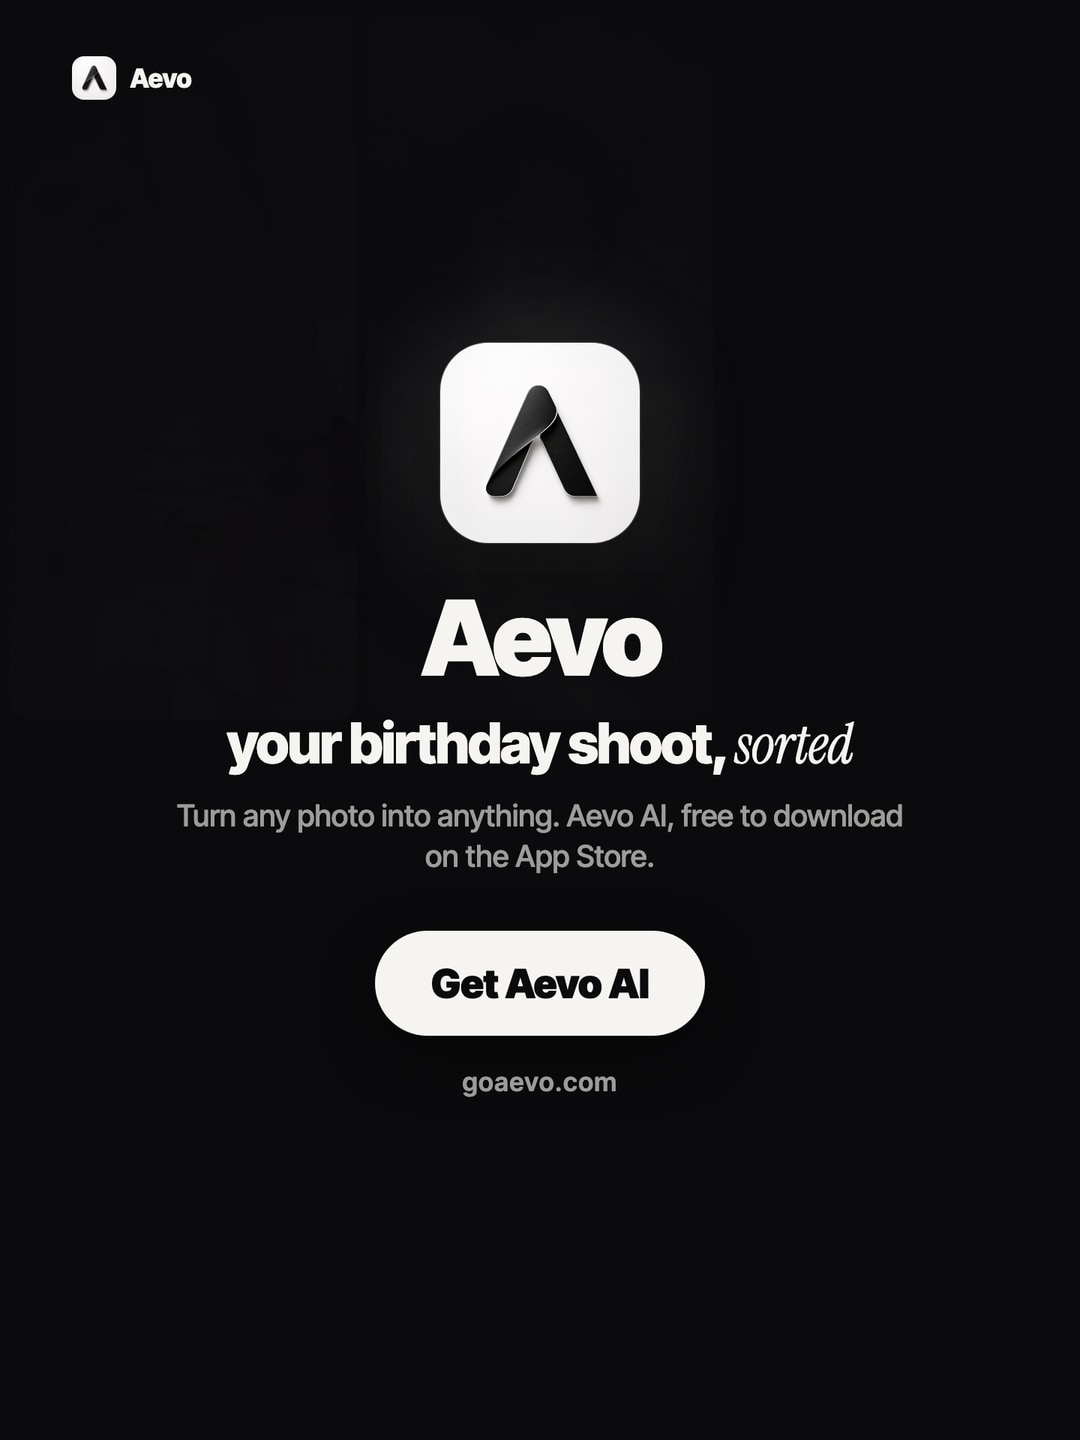 Aevo
Aevo
your birthday shoot, sorted
Turn any photo into anything. Aevo AI, free to download
on the App Store.
Get Aevo AI
goaevo.com